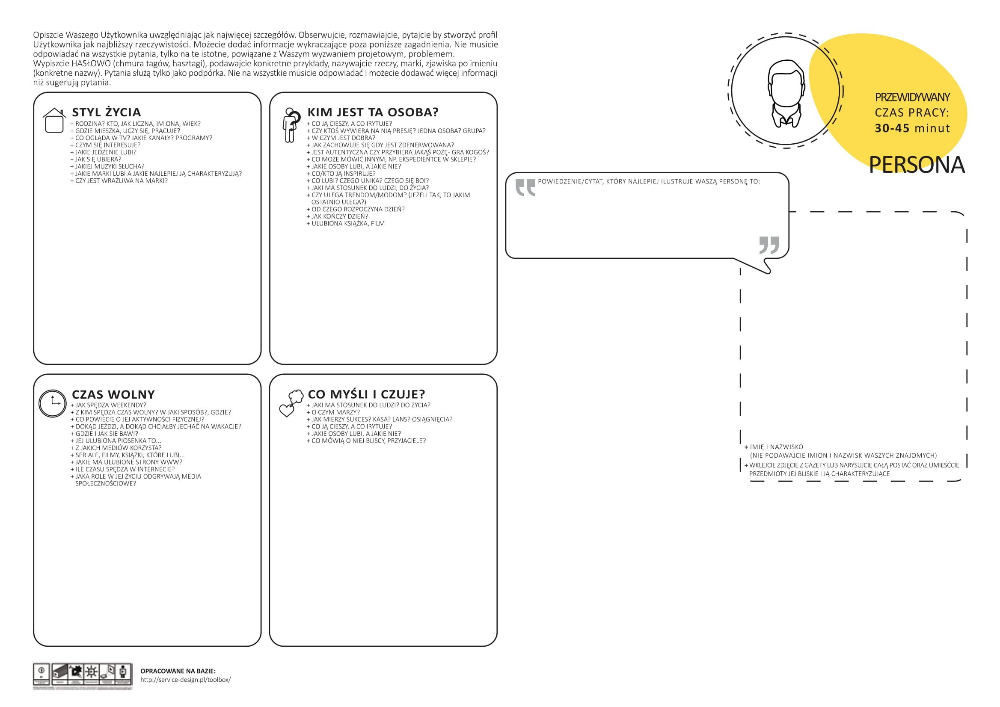 Opiszcie Waszego Użytkownika uwzględniając jak najwięcej szczegółów. Obserwujcie, rozmawiajcie, pytajcie by stworzyć profil
Użytkownika jak najbliższy rzeczywistości. Możecie dodać informacje wykraczające poza poniższe zagadnienia. Nie musicie
odpowiadać na wszystkie pytania, tylko na te istotne, powiązane z Waszym wyzwaniem projetowym, problemem.
Wypiszcie HASŁOWO (chmura tagów, hasztagi), podawajcie konkretne przykłady, nazywajcie rzeczy, marki, zjawiska po imieniu
(konkretne nazwy). Pytania służą tylko jako podpórka. Nie na wszystkie musicie odpowiadać i możecie dodawać więcej informacji
niż sugerują pytania.
STYL ŻYCIA
+ RODZINA? KTO, JAK LICZNA, IMIONA, WIEK?
+ GDZIE MIESZKA, UCZY SIĘ, PRACUJE?
+ CO OGLĄDA W TV? JAKIE KANAŁY? PROGRAMY?
+ CZYM SIĘ INTERESUJE?
+ JAKIE JEDZENIE LUBI?
+ JAK SIĘ UBIERA?
+ JAKIEJ MUZYKI SŁUCHA?
+ JAKIE MARKI LUBI A JAKIE NAJLEPIEJ JĄ CHARAKTERYZUJĄ?
+ CZY JEST WRAŻLIWA NA MARKI?
KIM JEST TA OSOBA?
+ CO JĄ CIESZY, A CO IRYTUJE?
+ CZY KTOŚ WYWIERA NA NIĄ PRESJĘ? JEDNA OSOBA? GRUPA?
+ W CZYM JEST DOBRA?
+ JAK ZACHOWUJE SIĘ GDY JEST ZDENERWOWANA?
+ JEST AUTENTYCZNA CZY PRZYBIERA JAKĄŚ POZĘ- GRA KOGOŚ?
+ CO MOŻE MÓWIĆ INNYM, NP. EKSPEDIENTCE W SKLEPIE?
+ JAKIE OSOBY LUBI, A JAKIE NIE?
+ CO/KTO JĄ INSPIRUJE?
+ CO LUBI? CZEGO UNIKA? CZEGO SIĘ BOI?
+ JAKI MA STOSUNEK DO LUDZI, DO ŻYCIA?
+ CZY ULEGA TRENDOM/MODOM? (JEŻELI TAK, TO JAKIM
OSTATNIO ULEGA?)
+ OD CZEGO ROZPOCZYNA DZIEŃ?
+ JAK KOŃCZY DZIEŃ?
+ ULUBIONA KSIĄŻKA, FILM
PRZEWIDYWANY
CZAS PRACY:
30-45 minut
PERSONA
POWIEDZENIE/CYTAT, KTÓRY NAJLEPIEJ ILUSTRUJE WASZĄ PERSONĘ TO:
CZAS WOLNY
+ JAK SPĘDZA WEEKENDY?
+ Z KIM SPĘDZA CZAS WOLNY? W JAKI SPOSÓB?, GDZIE?
+ CO POWIECIE O JEJ AKTYWNOŚCI FIZYCZNEJ?
+ DOKĄD JEŹDZI, A DOKĄD CHCIAŁBY JECHAĆ NA WAKACJE?
+ GDZIE I JAK SIE BAWI?
+ JEJ ULUBIONA PIOSENKA TO...
+ Z JAKICH MEDIÓW KORZYSTA?
+ SERIALE, FILMY, KSIĄŻKI, KTÓRE LUBI...
+ JAKIE MA ULUBIONE STRONY WWW?
+ ILE CZASU SPĘDZA W INTERNECIE?
+ JAKA ROLE W JEJ ŻYCIU ODGRYWAJĄ MEDIA
SPOŁECZNOŚCIOWE?
CO MYŚLI I CZUJE?
+ JAKI MA STOSUNEK DO LUDZI? DO ŻYCIA?
+ O CZYM MARZY?
+ JAK MIERZY SUKCES? KASA? LANS? OSIĄGNIĘCIA?
+ CO JĄ CIESZY, A CO IRYTUJE?
+ JAKIE OSOBY LUBI, A JAKIE NIE?
+ CO MÓWIĄ O NIEJ BLISCY, PRZYJACIELE?
+ IMIĘ I NAZWISKO
(NIE PODAWAJCIE IMION I NAZWISK WASZYCH ZNAJOMYCH)
+ WKLEJCIE ZDJĘCIE Z GAZETY LUB NARYSUJCIE CAŁĄ POSTAĆ ORAZ UMIEŚĆCIE
PRZEDMIOTY JEJ BLISKIE I JĄ CHARAKTERYZUJĄCE
OPRACOWANE NA BAZIE:
http://service-design.pl/toolbox/